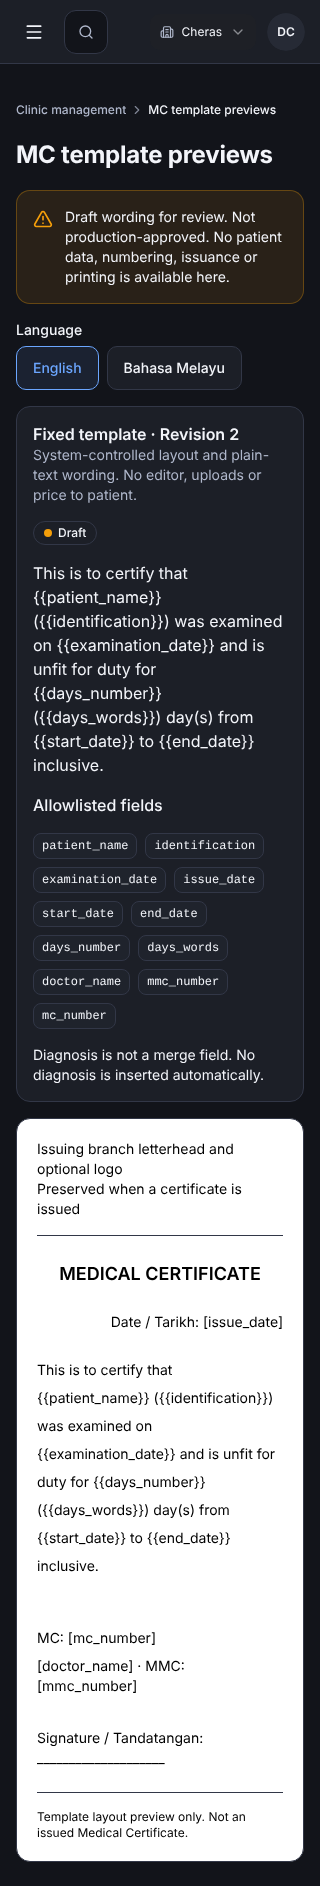 Cheras
DC
Clinic management > MC template previews
MC template previews
Draft wording for review. Not
production-approved. No patient
data, numbering, issuance or
printing is available here.
Language
English
Bahasa Melayu
Fixed template · Revision 2
System-controlled layout and plain-
text wording. No editor, uploads or
price to patient.
Draft
This is to certify that
{{patient_name}}
({{identification}}) was examined
on {{examination_date}} and is
unfit for duty for
{{days_number}}
({{days_words}}) day(s) from
{{start_date}} to {{end_date}}
inclusive.
Allowlisted fields
patient_name identification
examination_date issue_date
start_date end_date
days_number days_words
doctor_name mmc_number
mc_number
Diagnosis is not a merge field. No
diagnosis is inserted automatically.
Issuing branch letterhead and
optional logo
Preserved when a certificate is
issued
MEDICAL CERTIFICATE
Date / Tarikh: [issue_date]
This is to certify that
{{patient_name}} ({{identification}})
was examined on
{{examination_date}} and is unfit for
duty for {{days_number}}
({{days_words}}) day(s) from
{{start_date}} to {{end_date}}
inclusive.
MC: [mc_number]
[doctor_name] · MMC:
[mmc_number]
Signature / Tandatangan:
____________________
Template layout preview only. Not an
issued Medical Certificate.